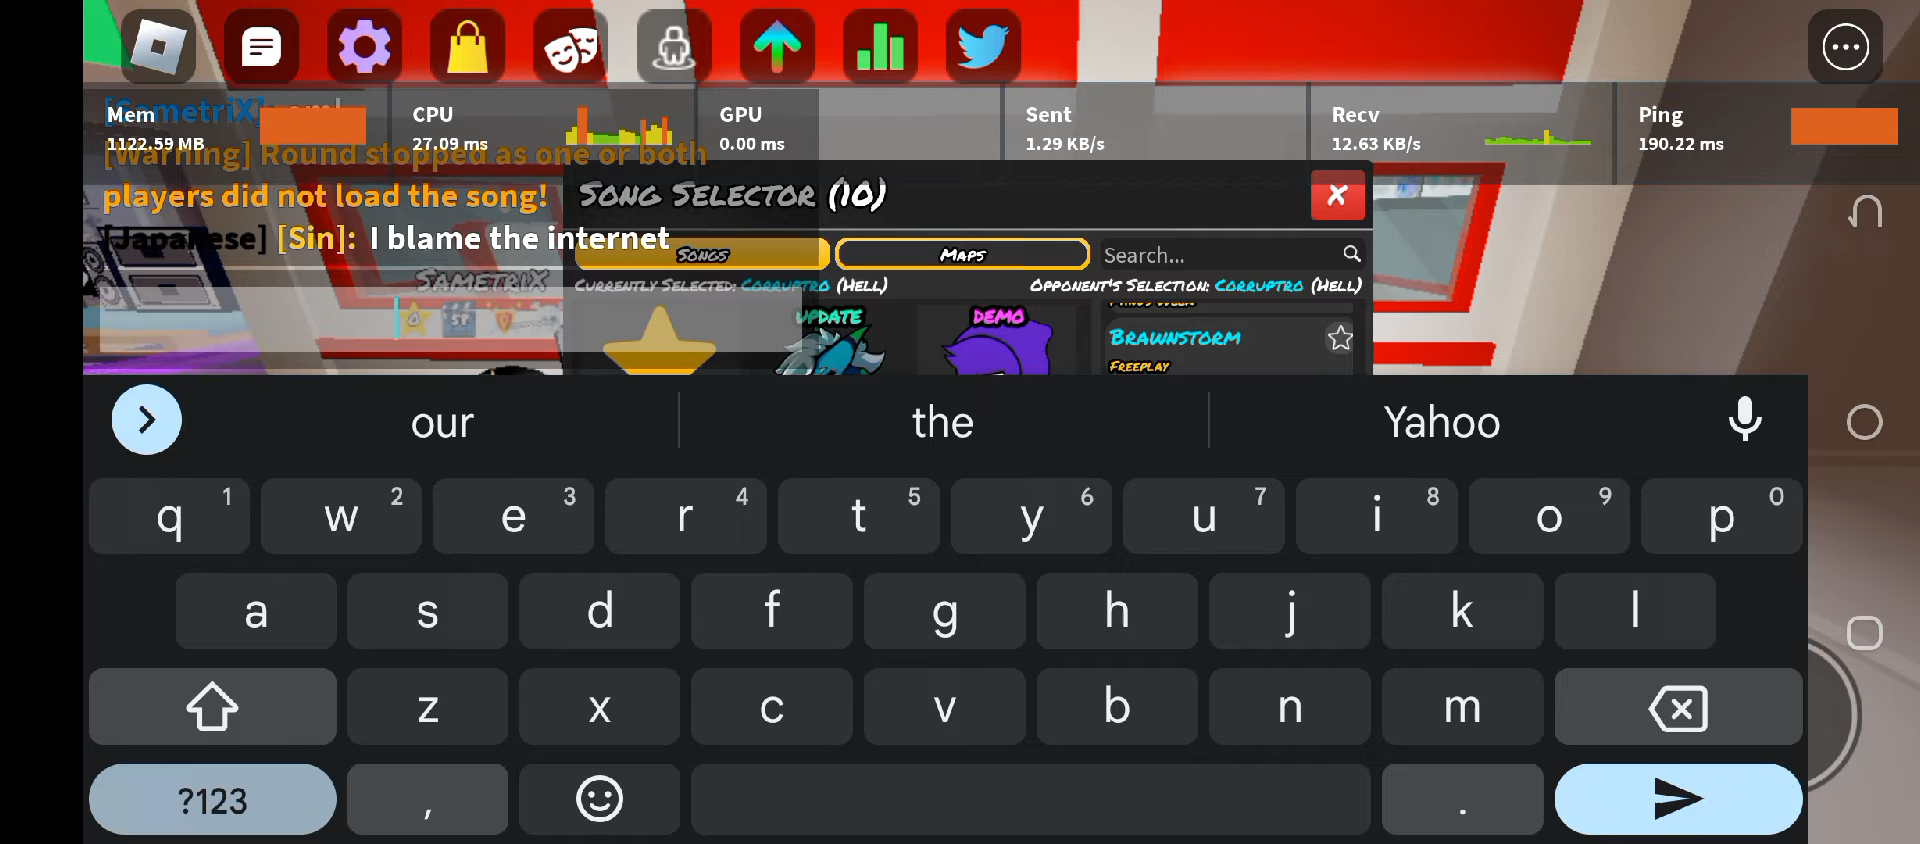 [SametriX]:
Mem
1122.59 MB
CPU
27.09 ms
GPU
0.00 ms
Sent
1.29 KB/s
Recv
12.63 KB/s
Ping
190.22 ms
[Warning] Round stopped as one or both
players did not load the song!
[Japanese] [Sin]: I blame the internet
SametriX
Song Selector (10)
X
Songs
Maps
Search...
Currently Selected: Corruptro (Hell)
Opponent's Selection: Corruptro (Hell)
UPDATE
DEMO
Brawnstorm
Freeplay
our the Yahoo
q 1 w 2 e 3 r 4 t 5 y 6 u 7 i 8 o 9 p 0
a s d f g h j k l
z x c v b n m
?123 , .